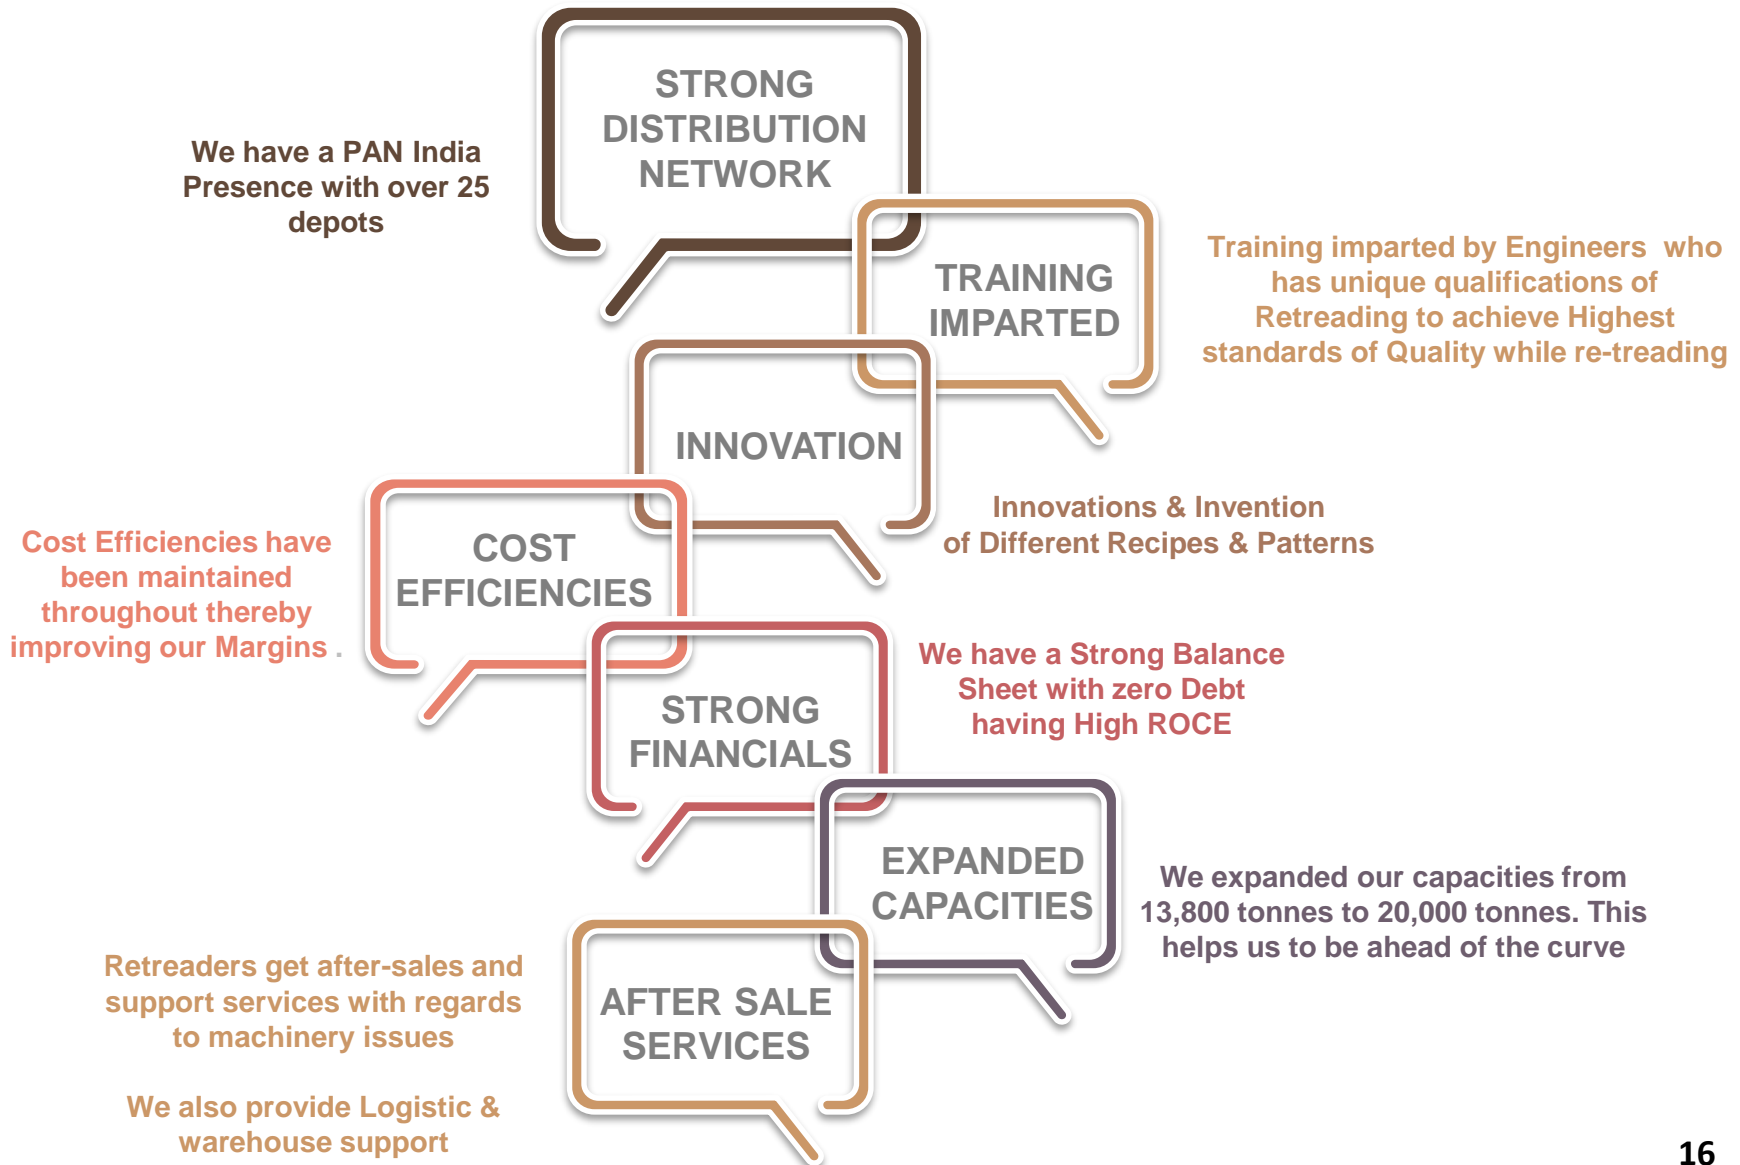 STRONG
DISTRIBUTION
NETWORK
We have a PAN India
Presence with over 25
depots
TRAINING
IMPARTED
Training imparted by Engineers who
has unique qualifications of
Retreading to achieve Highest
standards of Quality while re-treading
INNOVATION
Innovations & Invention
of Different Recipes & Patterns
COST
EFFICIENCIES
Cost Efficiencies have
been maintained
throughout thereby
improving our Margins .
STRONG
FINANCIALS
We have a Strong Balance
Sheet with zero Debt
having High ROCE
EXPANDED
CAPACITIES
We expanded our capacities from
13,800 tonnes to 20,000 tonnes. This
helps us to be ahead of the curve
AFTER SALE
SERVICES
Retreaders get after-sales and
support services with regards
to machinery issues
We also provide Logistic &
warehouse support
16